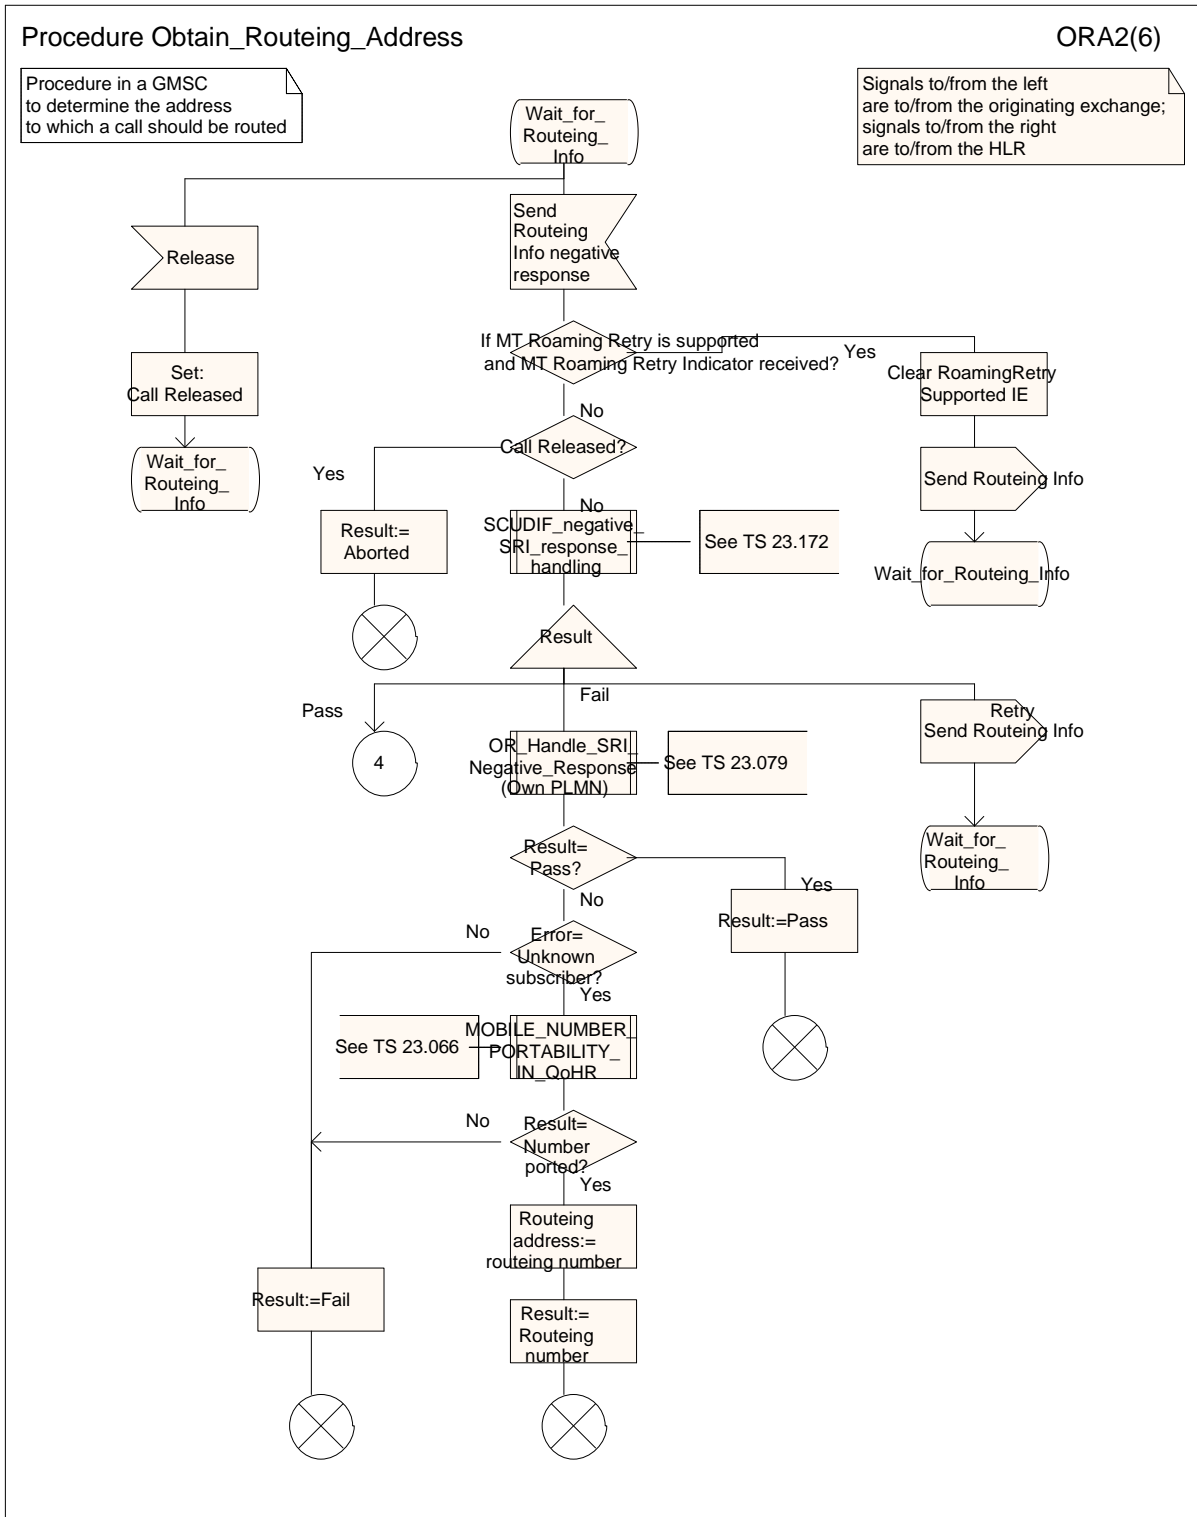 Procedure Obtain_Routeing_Address
ORA2(6)
Procedure in a GMSC
to determine the address
to which a call should be routed
Signals to/from the left
are to/from the originating exchange;
signals to/from the right
are to/from the HLR
Wait_for_
Routeing_
Info
Release
Send
Routeing
Info negative
response
If MT Roaming Retry is supported
and MT Roaming Retry Indicator received?
Yes
No
Set:
Call Released
Clear RoamingRetry
Supported IE
Call Released?
Yes
No
Wait_for_
Routeing_
Info
Send Routeing Info
Result:=
Aborted
SCUDIF_negative_
SRI_response_
handling
See TS 23.172
Wait_for_Routeing_Info
Result
Pass
Fail
Retry
Send Routeing Info
4
OR_Handle_SRI_
Negative_Response
(Own PLMN)
See TS 23.079
Result=
Pass?
Yes
No
Wait_for_
Routeing_
Info
Result:=Pass
No
Error=
Unknown
subscriber?
Yes
See TS 23.066
MOBILE_NUMBER_
PORTABILITY_
IN_QoHR
No
Result=
Number
ported?
Yes
Routeing
address:=
routeing number
Result:=Fail
Result:=
Routeing
number